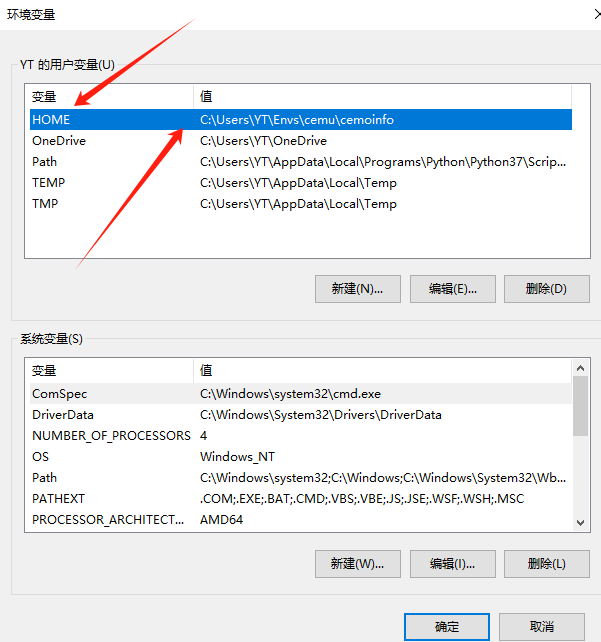 环境变量
YT 的用户变量(U)
变量 值
HOME C:\Users\YT\Envs\cemu\cemoinfo
OneDrive C:\Users\YT\OneDrive
Path C:\Users\YT\AppData\Local\Programs\Python\Python37\Scrip...
TEMP C:\Users\YT\AppData\Local\Temp
TMP C:\Users\YT\AppData\Local\Temp
新建(N)... 编辑(E)... 删除(D)
系统变量(S)
变量 值
ComSpec C:\Windows\system32\cmd.exe
DriverData C:\Windows\System32\Drivers\DriverData
NUMBER_OF_PROCESSORS 4
OS Windows_NT
Path C:\Windows\system32;C:\Windows;C:\Windows\System32\Wb...
PATHEXT .COM;.EXE;.BAT;.CMD;.VBS;.VBE;.JS;.JSE;.WSF;.WSH;.MSC
PROCESSOR_ARCHITECT... AMD64
新建(W)... 编辑(I)... 删除(L)
确定 取消